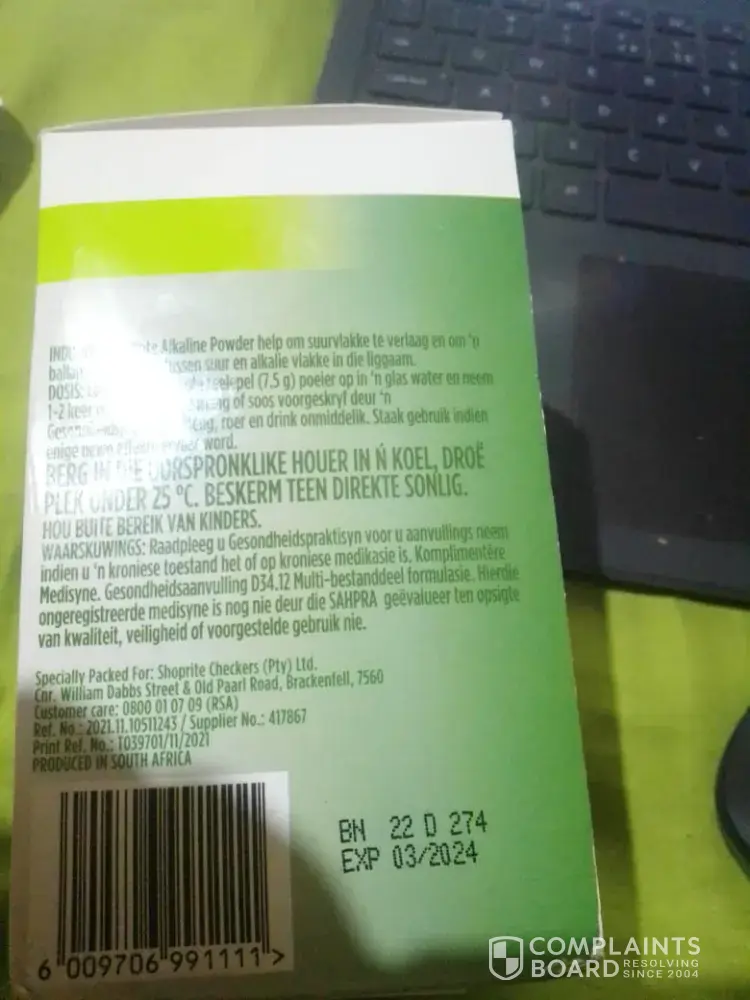 Alkaline Powder help om suurvlakke te verlaag en om 'n
tussen suur en alkalie vlakke in die liggaam.
DOSIS: (7.5 g) poeier op in 'n glas water en neem
1-2 keer of soos voorgeskryf deur 'n
roer en drink onmiddelik. Staak gebruik indien
enige word.
BERG IN DIE OORSPRONKLIKE HOUER IN Ń KOEL, DROË
PLEK ONDER 25 °C. BESKERM TEEN DIREKTE SONLIG.
HOU BUITE BEREIK VAN KINDERS.
WAARSKUWINGS: Raadpleeg u Gesondheidspraktisyn voor u aanvullings neem
indien u 'n kroniese toestand het of op kroniese medikasie is. Komplimentêre
Medisyne. Gesondheidsaanvulling D34.12 Multi-bestanddeel formulasie. Hierdie
ongeregistreerde medisyne is nog nie deur die SAHPRA geëvalueer ten opsigte
van kwaliteit, veiligheid of voorgestelde gebruik nie.
Specially Packed For: Shoprite Checkers (Pty) Ltd.
Cnr. William Dabbs Street & Old Paarl Road, Brackenfell, 7560
Customer care: 0800 01 07 09 (RSA)
Ref. No.: 2021.11.10511243 / Supplier No.: 417867
Print Ref. No.: T039701/11/2021
PRODUCED IN SOUTH AFRICA
BN 22 D 274
EXP 03/2024
6 009706 991111 >
COMPLAINTS
BOARD RESOLVING
SINCE 2004